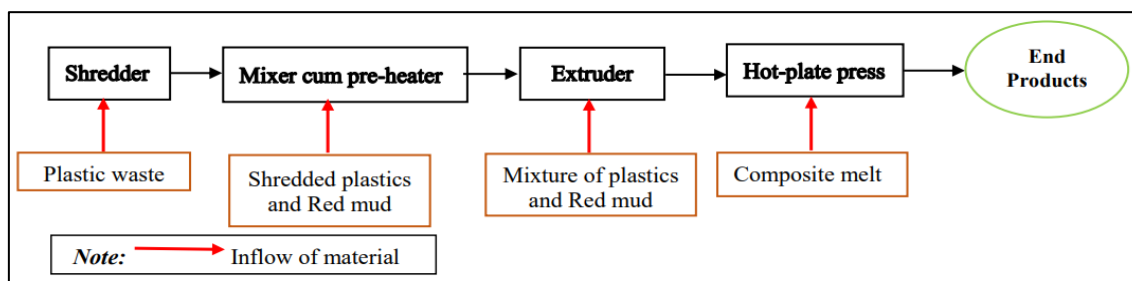 Shredder
Mixer cum pre-heater
Extruder
Hot-plate press
End
Products
Plastic waste
Shredded plastics
and Red mud
Mixture of plastics
and Red mud
Composite melt
Note: Inflow of material